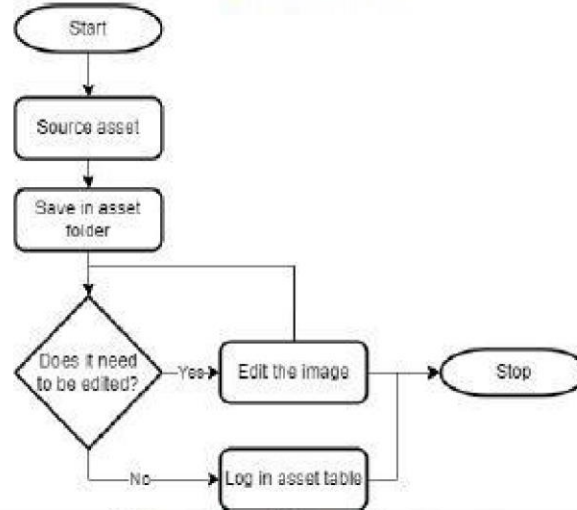 Start
Source asset
Save in asset
folder
Does it need
to be edited?
Yes
Edit the image
Stop
No
Log in asset table